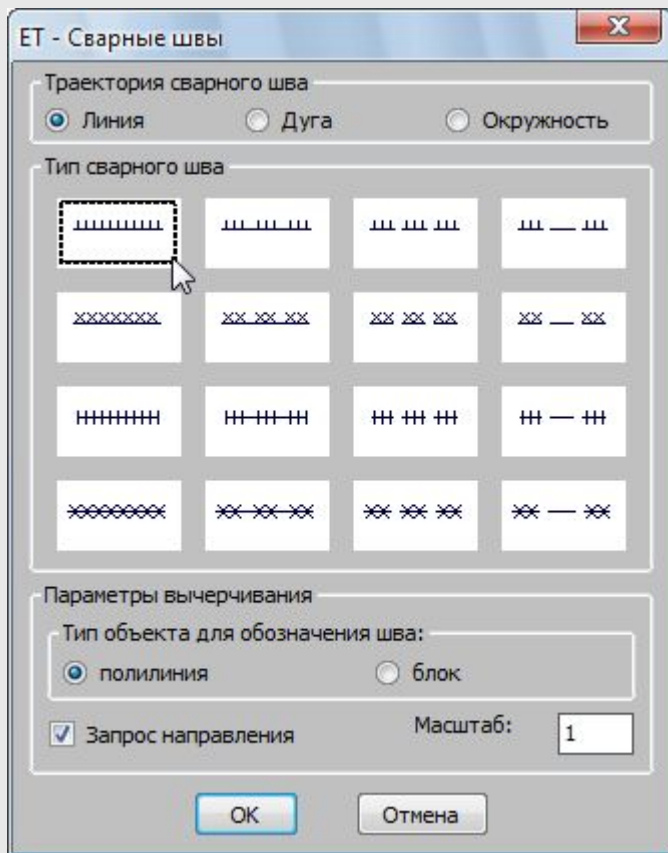 ET - Сварные швы
Траектория сварного шва
Линия Дуга Окружность
Тип сварного шва
Параметры вычерчивания
Тип объекта для обозначения шва:
полилиния блок
Запрос направления Масштаб: 1
OK Отмена